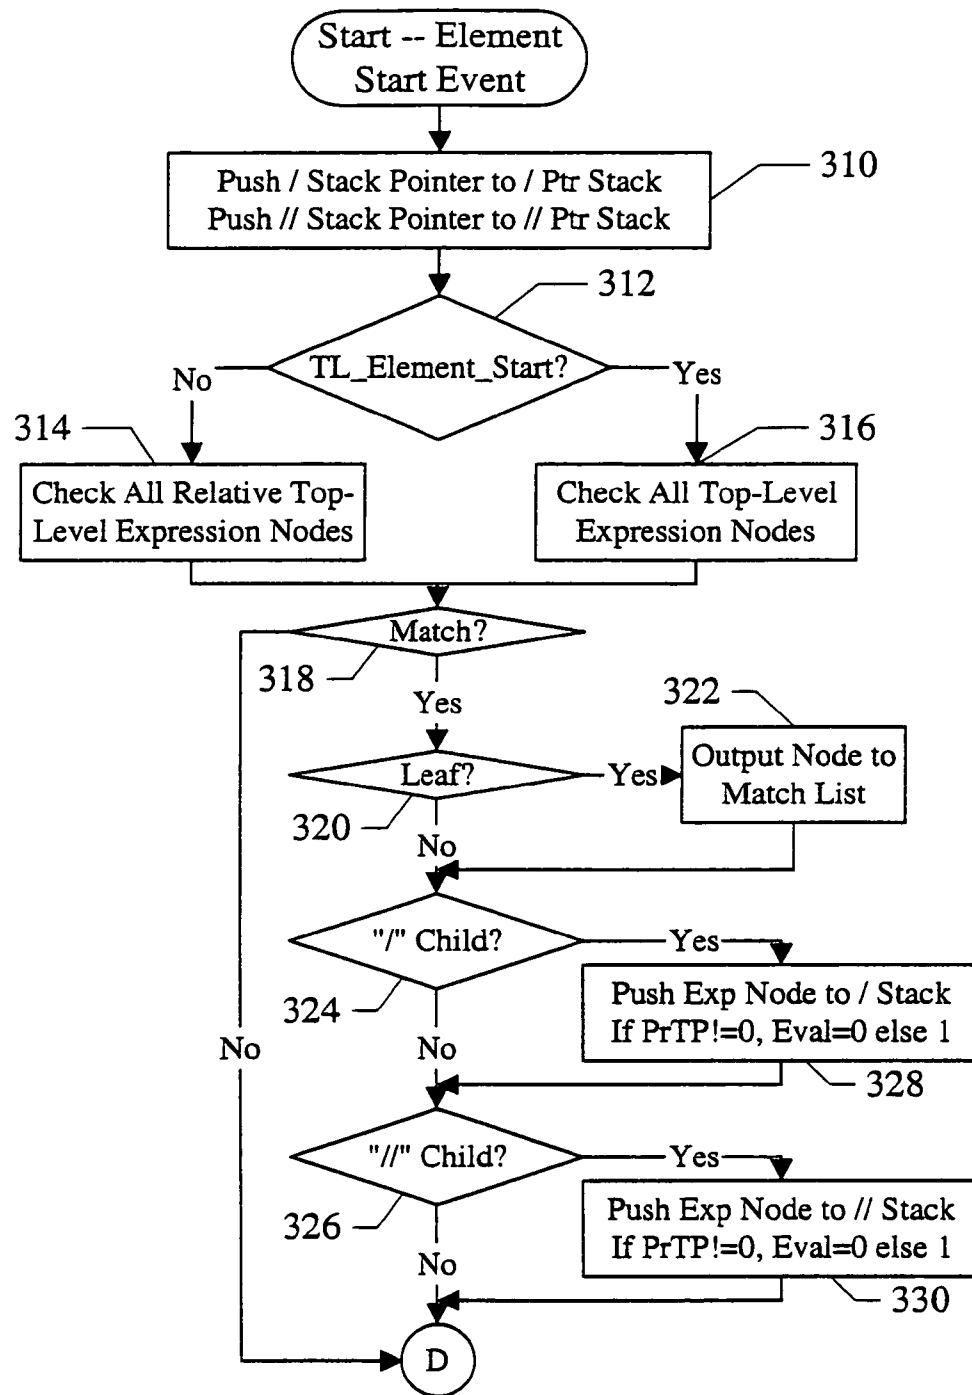 Start -- Element
Start Event
310
Push / Stack Pointer to / Ptr Stack
Push // Stack Pointer to // Ptr Stack
312
TL_Element_Start?
No
Yes
314
316
Check All Relative Top-
Level Expression Nodes
Check All Top-Level
Expression Nodes
Match?
318
Yes
322
Leaf?
Yes
Output Node to
Match List
320
No
"/" Child?
Yes
324
Push Exp Node to / Stack
If PrTP!=0, Eval=0 else 1
No
No
328
"//" Child?
Yes
326
Push Exp Node to // Stack
If PrTP!=0, Eval=0 else 1
No
330
D